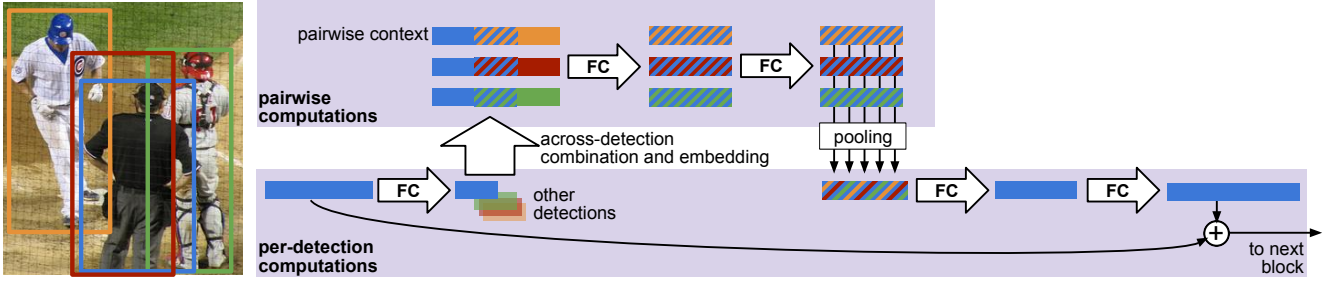 pairwise context
FC
FC
pairwise
computations
pooling
across-detection
combination and embedding
FC
other
detections
FC
FC
+
per-detection
computations
to next
block